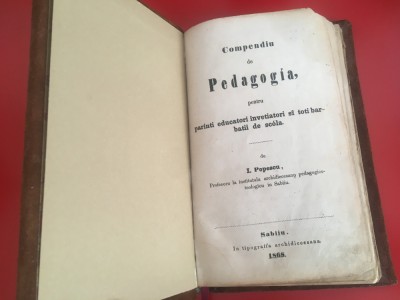 Compendiu
de
Pedagogia,
pentru
parinti educatori invetiatori si toti bar-
batii de scóla.
de
I. Popescu,
Profesoru la institutulu archidiecesanu pedagogico-
teologicu in Sabiiu.
Sabiiu.
In tipografia archidiecesana.
1868.